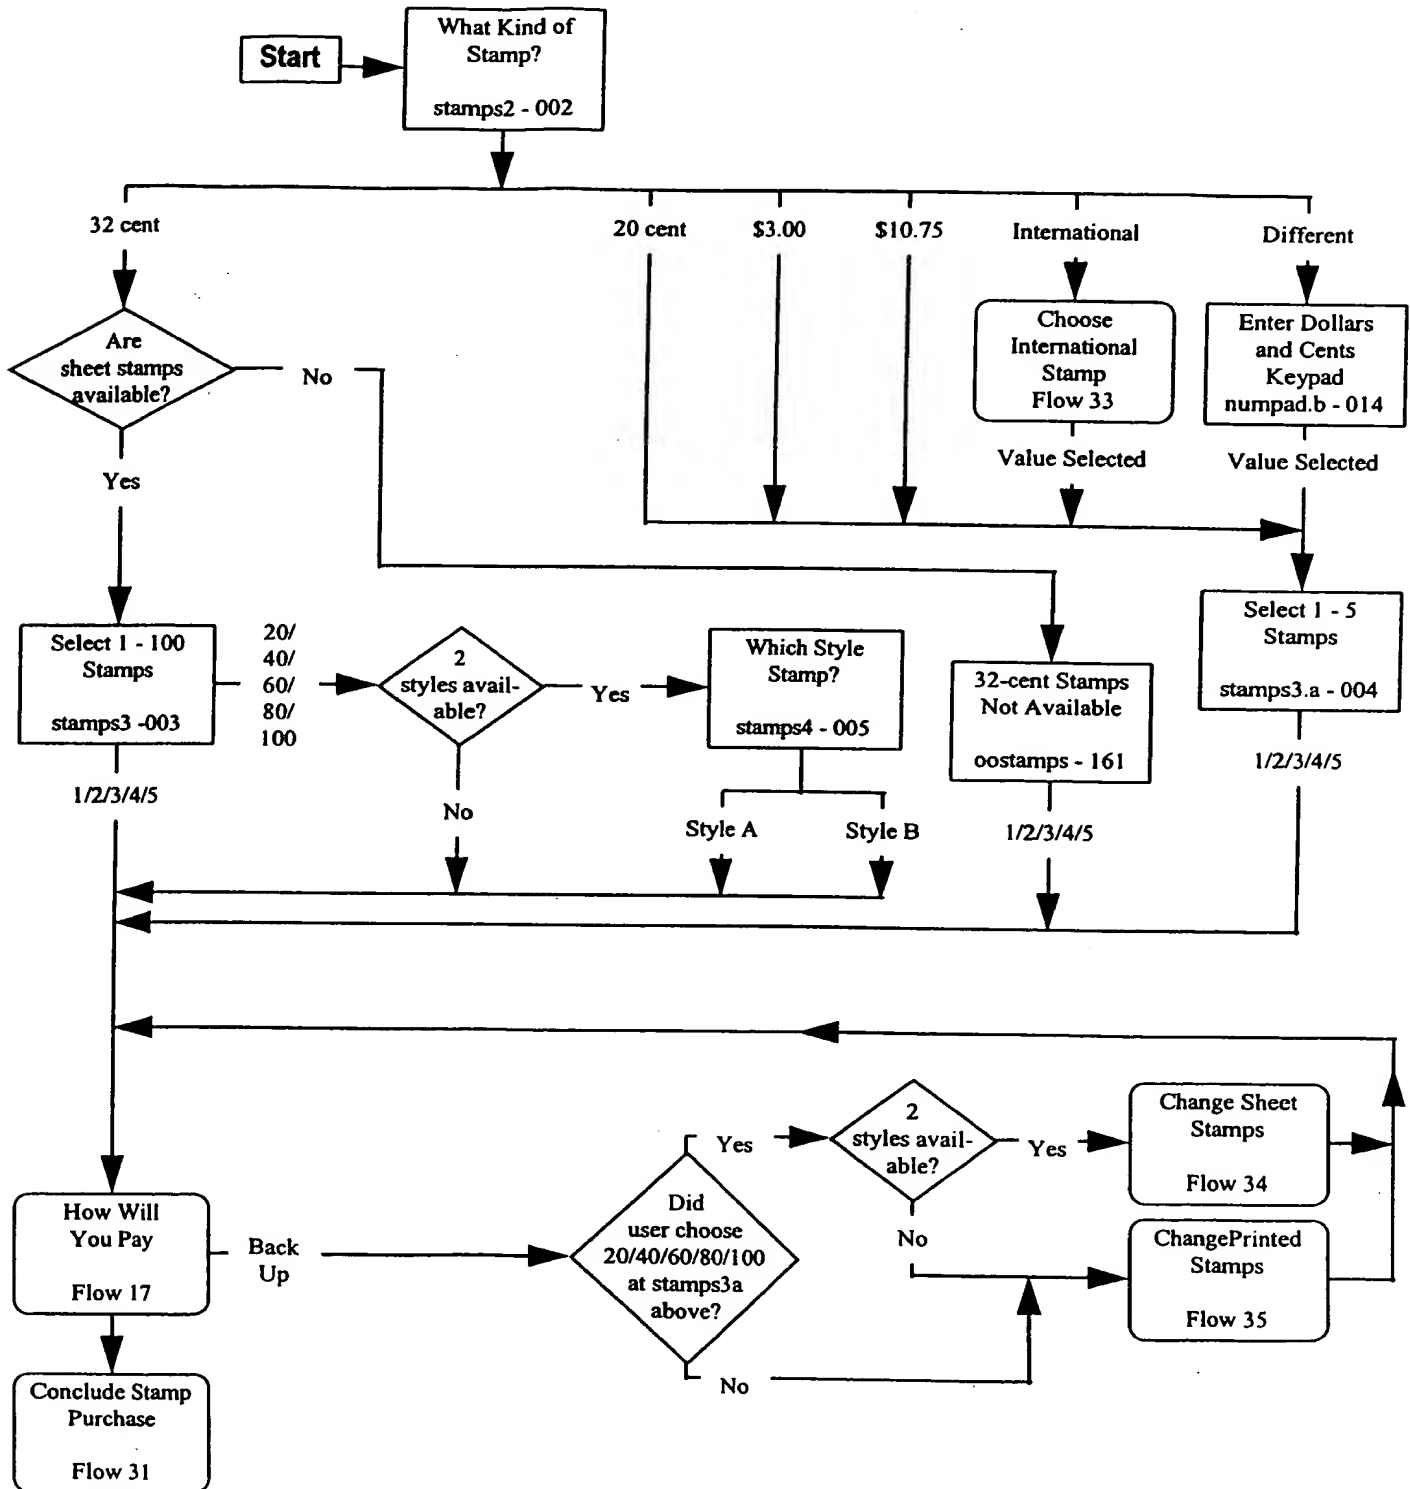 Start
What Kind of
Stamp?
stamps2 - 002
32 cent
20 cent
$3.00
$10.75
International
Different
Are
sheet stamps
available?
No
Yes
Choose
International
Stamp
Flow 33
Enter Dollars
and Cents
Keypad
numpad.b - 014
Value Selected
Value Selected
Select 1 - 100
Stamps
stamps3 -003
20/
40/
60/
80/
100
2
styles avail-
able?
Yes
No
Which Style
Stamp?
stamps4 - 005
Style A
Style B
32-cent Stamps
Not Available
oostamps - 161
1/2/3/4/5
Select 1 - 5
Stamps
stamps3.a - 004
1/2/3/4/5
1/2/3/4/5
How Will
You Pay
Flow 17
Back
Up
Did
user choose
20/40/60/80/100
at stamps3a
above?
Yes
No
2
styles avail-
able?
Yes
No
Change Sheet
Stamps
Flow 34
ChangePrinted
Stamps
Flow 35
Conclude Stamp
Purchase
Flow 31